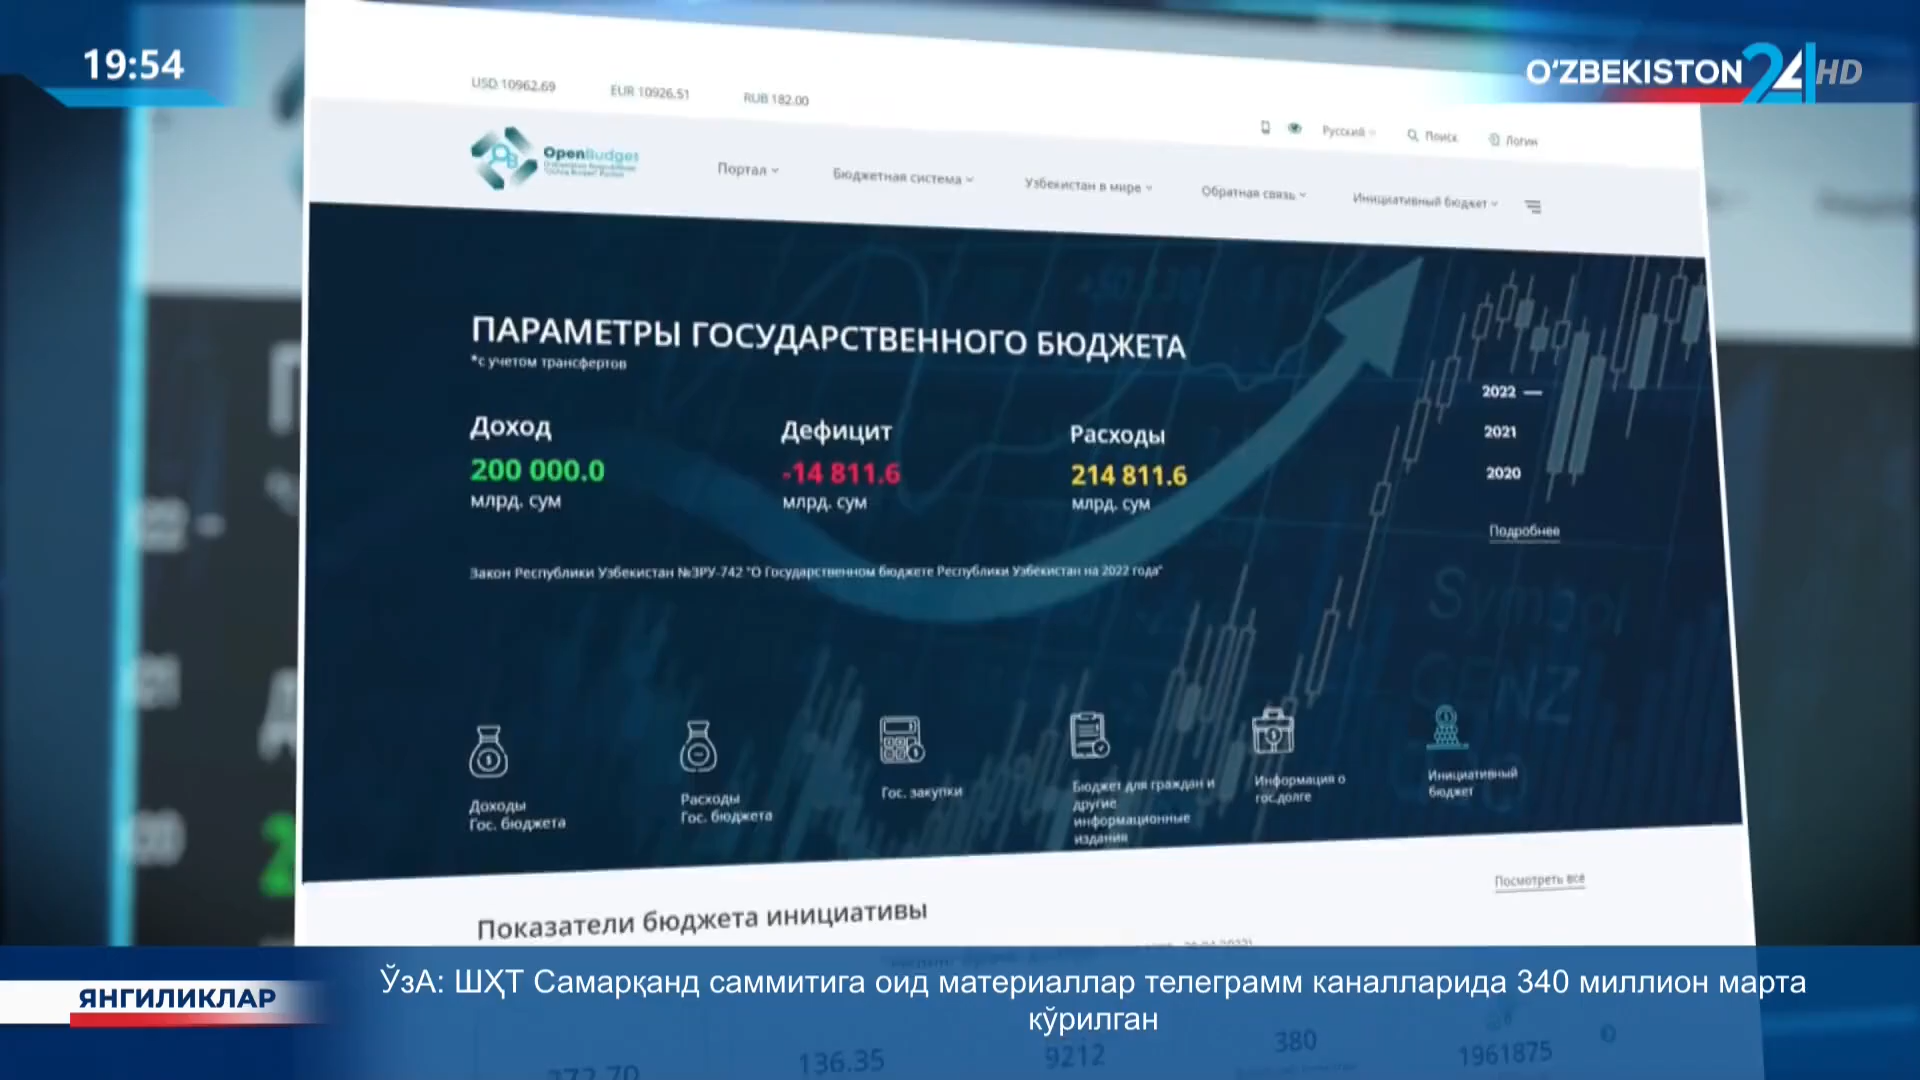 19:54
O‘ZBEKISTON 24 HD
USD 10962.69 EUR 10926.51 RUB 182.00
Русский Поиск Логин
OpenBudget
Портал Бюджетная система Узбекистан в мире Обратная связь Инициативный бюджет
ПАРАМЕТРЫ ГОСУДАРСТВЕННОГО БЮДЖЕТА
*с учетом трансфертов
Доход Дефицит Расходы
200 000.0 -14 811.6 214 811.6
млрд. сум млрд. сум млрд. сум
2022
2021
2020
Подробнее
Закон Республики Узбекистан №ЗРУ-742 "О Государственном бюджете Республики Узбекистан на 2022 года"
Symbol
GENZ
Доходы
Гос. бюджета
Расходы
Гос. бюджета
Гос. закупки
Бюджет для граждан и
другие
информационные
издания
Информация о
гос.долге
Инициативный
бюджет
Посмотреть все
Показатели бюджета инициативы
ЯНГИЛИКЛАР
ЎзА: ШҲТ Самарқанд саммитига оид материаллар телеграмм каналларида 340 миллион марта
кўрилган
272.70 136.35 9212 380 1961875